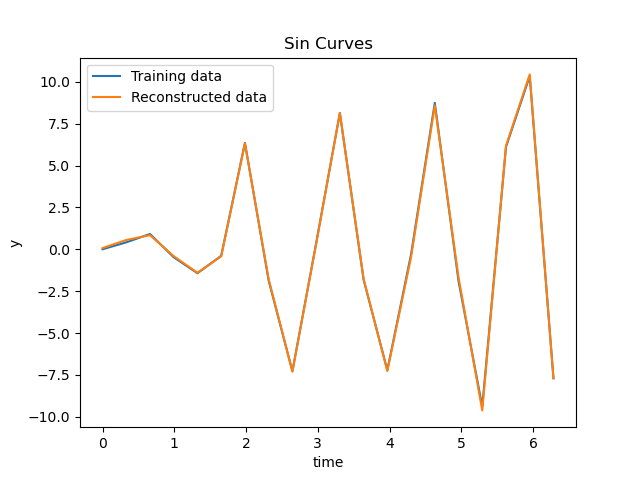 Sin Curves
Training data
Reconstructed data
10.0
7.5
5.0
2.5
0.0
−2.5
−5.0
−7.5
−10.0
y
0 1 2 3 4 5 6
time